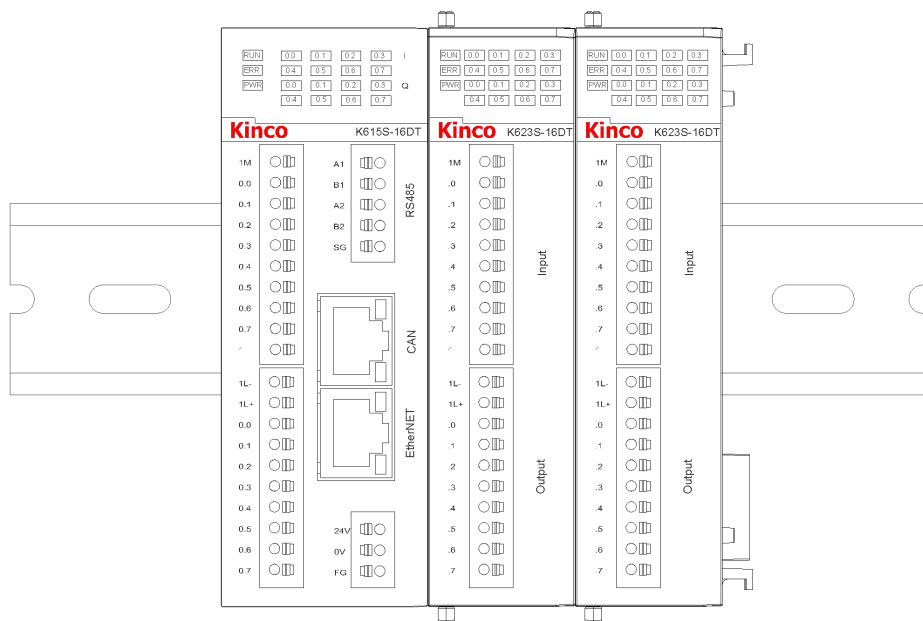 RUN 0.0 0.1 0.2 0.3 I
ERR 0.4 0.5 0.6 0.7
PWR 0.0 0.1 0.2 0.3 Q
0.4 0.5 0.6 0.7
Kinco K615S-16DT
1M
0.0
0.1
0.2
0.3
0.4
0.5
0.6
0.7
1L-
1L+
0.0
0.1
0.2
0.3
0.4
0.5
0.6
0.7
A1
B1
A2
B2
SG
RS485
CAN
EtherNET
24V
0V
FG
RUN 0.0 0.1 0.2 0.3
ERR 0.4 0.5 0.6 0.7
PWR 0.0 0.1 0.2 0.3
0.4 0.5 0.6 0.7
Kinco K623S-16DT
1M
.0
.1
.2
.3
.4
.5
.6
.7
Input
1L-
1L+
.0
.1
.2
.3
.4
.5
.6
.7
Output
RUN 0.0 0.1 0.2 0.3
ERR 0.4 0.5 0.6 0.7
PWR 0.0 0.1 0.2 0.3
0.4 0.5 0.6 0.7
Kinco K623S-16DT
1M
.0
.1
.2
.3
.4
.5
.6
.7
Input
1L-
1L+
.0
.1
.2
.3
.4
.5
.6
.7
Output